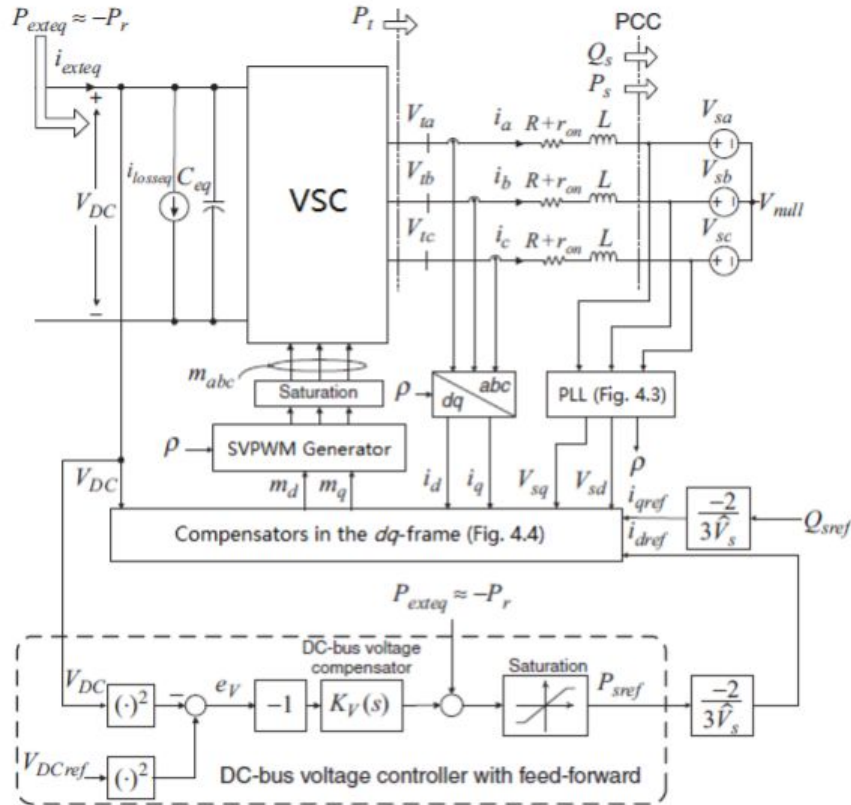 P_exteq ≈ −P_r
P_t
PCC
i_exteq
Q_s
P_s
+
V_ta
i_a
R+r_on
L
V_sa
+ −
i_losseq
C_eq
VSC
V_tb
i_b
R+r_on
L
V_sb
+ −
V_DC
V_null
V_tc
i_c
R+r_on
L
V_sc
+ −
−
m_abc
Saturation
ρ
abc
dq
PLL (Fig. 4.3)
ρ
SVPWM Generator
ρ
V_DC
m_d
m_q
i_d
i_q
V_sq
V_sd
i_qref
−2
3V̂_s
Q_sref
Compensators in the dq-frame (Fig. 4.4)
i_dref
P_exteq ≈ −P_r
DC-bus voltage
compensator
Saturation
V_DC
(·)²
−
e_V
−1
K_V(s)
P_sref
−2
3V̂_s
V_DCref
(·)²
DC-bus voltage controller with feed-forward